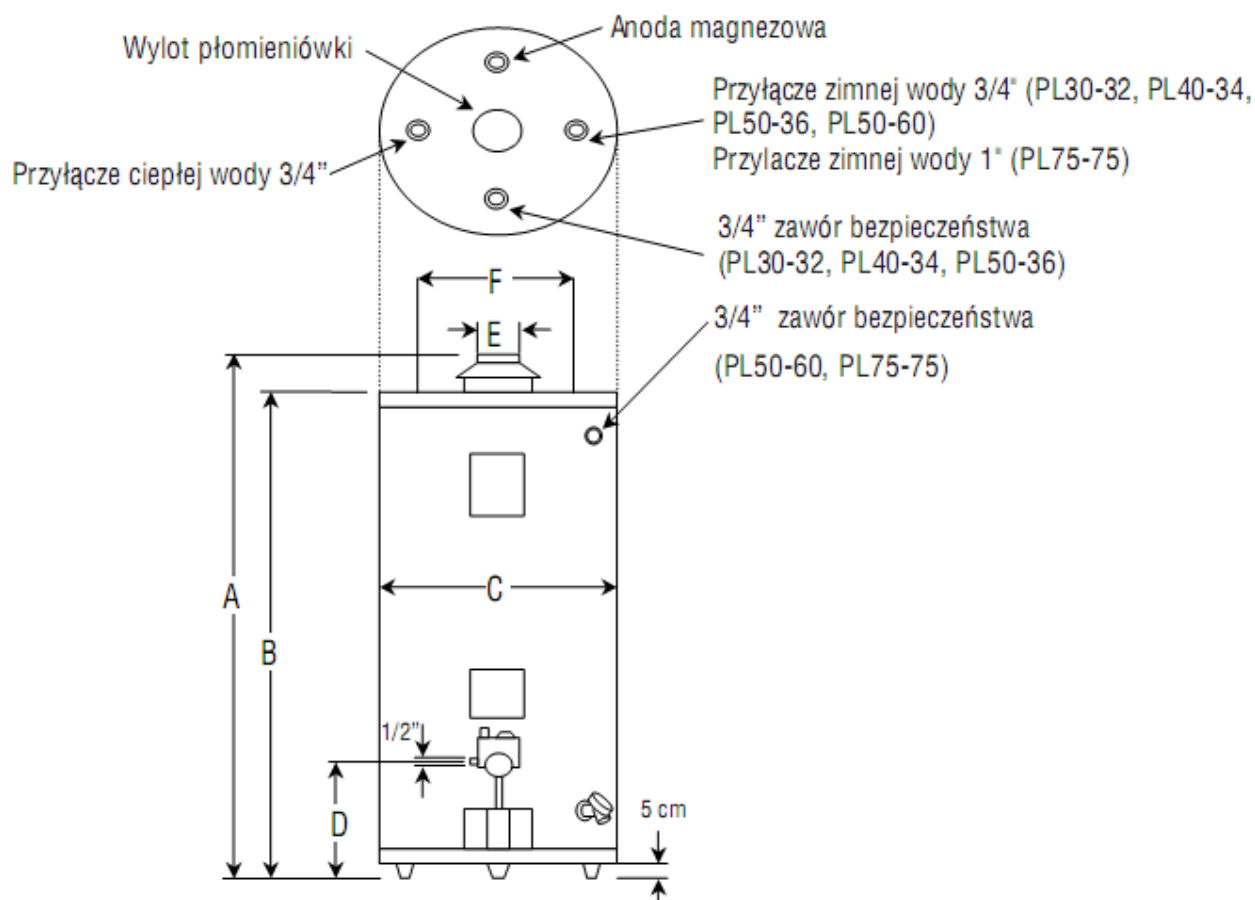 Anoda magnezowa
Wylot płomieniówki
Przyłącze zimnej wody 3/4" (PL30-32, PL40-34,
PL50-36, PL50-60)
Przylacze zimnej wody 1" (PL75-75)
Przyłącze ciepłej wody 3/4”
3/4” zawór bezpieczeństwa
(PL30-32, PL40-34, PL50-36)
F
3/4” zawór bezpieczeństwa
E
(PL50-60, PL75-75)
C
A
B
1/2”
5 cm
D